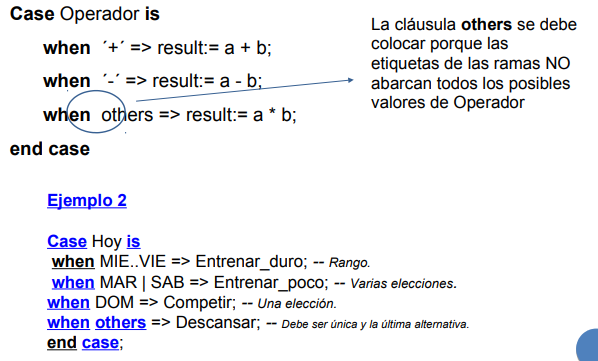 Case Operador is
when ´+´ => result:= a + b;
when ´-´ => result:= a - b;
when others => result:= a * b;
end case
La cláusula others se debe
colocar porque las
etiquetas de las ramas NO
abarcan todos los posibles
valores de Operador
Ejemplo 2
Case Hoy is
when MIE..VIE => Entrenar_duro; -- Rango.
when MAR | SAB => Entrenar_poco; -- Varias elecciones.
when DOM => Competir; -- Una elección.
when others => Descansar; -- Debe ser única y la última alternativa.
end case;